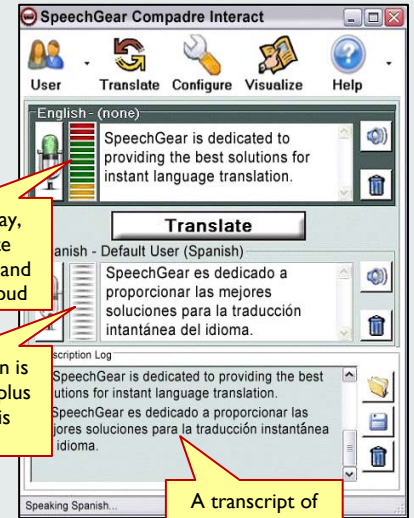 SpeechGear Compadre Interact
User Translate Configure Visualize Help
English - (none)
SpeechGear is dedicated to
providing the best solutions for
instant language translation.
Translate
anish - Default User (Spanish)
SpeechGear es dedicado a
proporcionar las mejores
soluciones para la traducción
intantánea del idioma.
ay,
te
and
oud
n is
plus
is
scription Log
SpeechGear is dedicated to providing the best
utions for instant language translation.
SpeechGear es dedicado a proporcionar las
jores soluciones para la traducción instantánea
idioma.
A transcript of
Speaking Spanish...